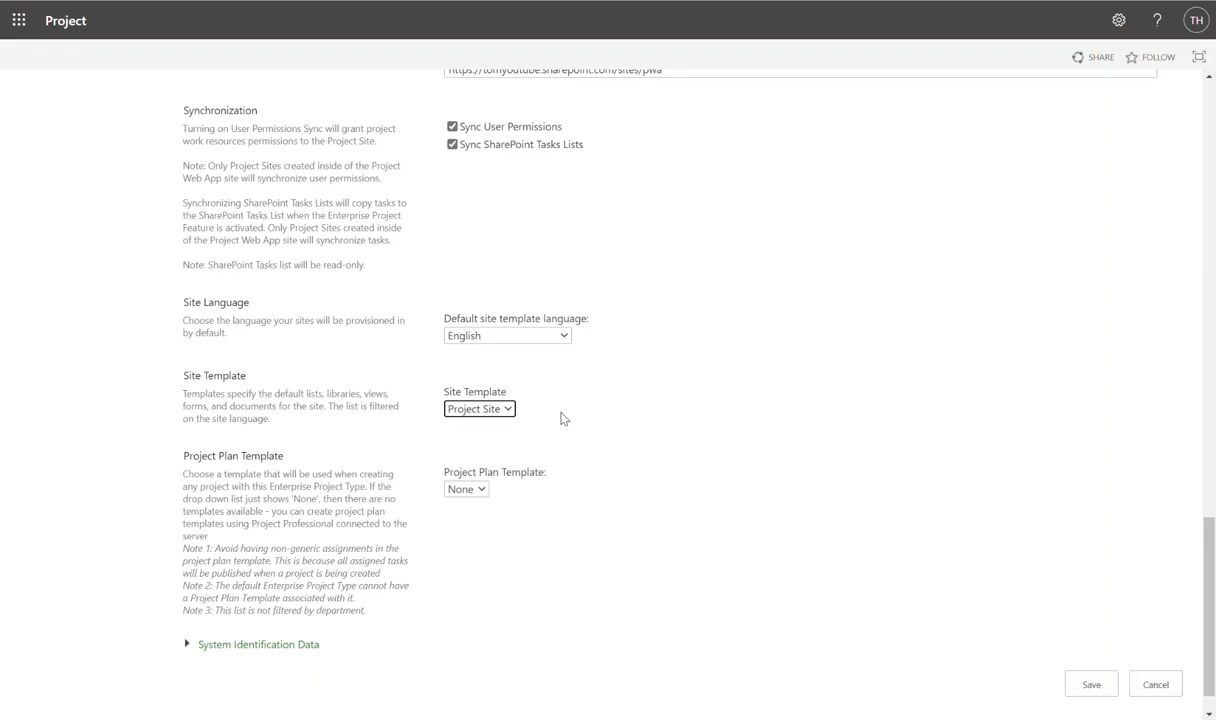 Project
TH
SHARE
FOLLOW
https://tomyoutube.sharepoint.com/sites/pwa
Synchronization
Turning on User Permissions Sync will grant project
work resources permissions to the Project Site.
Note: Only Project Sites created inside of the Project
Web App site will synchronize user permissions.
Synchronizing SharePoint Tasks Lists will copy tasks to
the SharePoint Tasks List when the Enterprise Project
Feature is activated. Only Project Sites created inside
of the Project Web App site will synchronize tasks.
Note: SharePoint Tasks list will be read-only.
Sync User Permissions
Sync SharePoint Tasks Lists
Site Language
Choose the language your sites will be provisioned in
by default.
Default site template language:
English
Site Template
Templates specify the default lists, libraries, views,
forms, and documents for the site. The list is filtered
on the site language.
Site Template
Project Site
Project Plan Template
Choose a template that will be used when creating
any project with this Enterprise Project Type. If the
drop down list just shows 'None', then there are no
templates available - you can create project plan
templates using Project Professional connected to the
server
Note 1: Avoid having non-generic assignments in the
project plan template. This is because all assigned tasks
will be published when a project is being created
Note 2: The default Enterprise Project Type cannot have
a Project Plan Template associated with it.
Note 3: This list is not filtered by department.
Project Plan Template:
None
System Identification Data
Save
Cancel